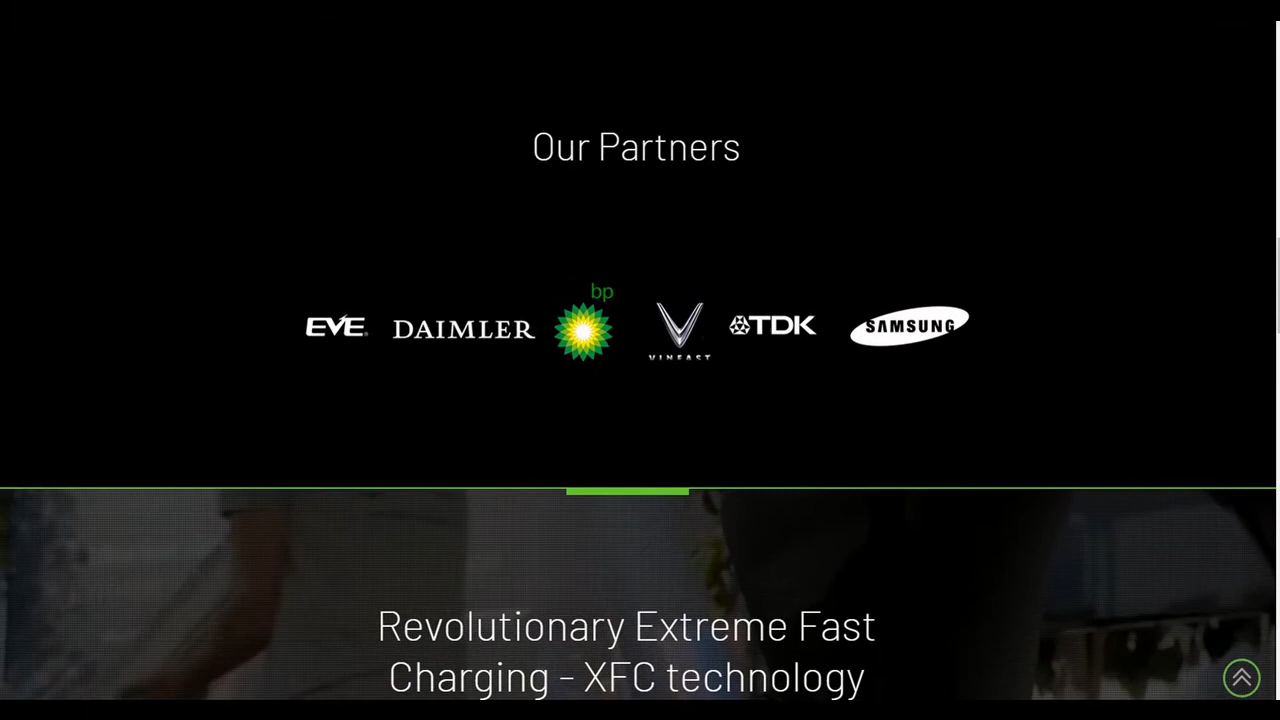 Our Partners
bp
EVE DAIMLER VINFAST TDK SAMSUNG
Revolutionary Extreme Fast
Charging - XFC technology